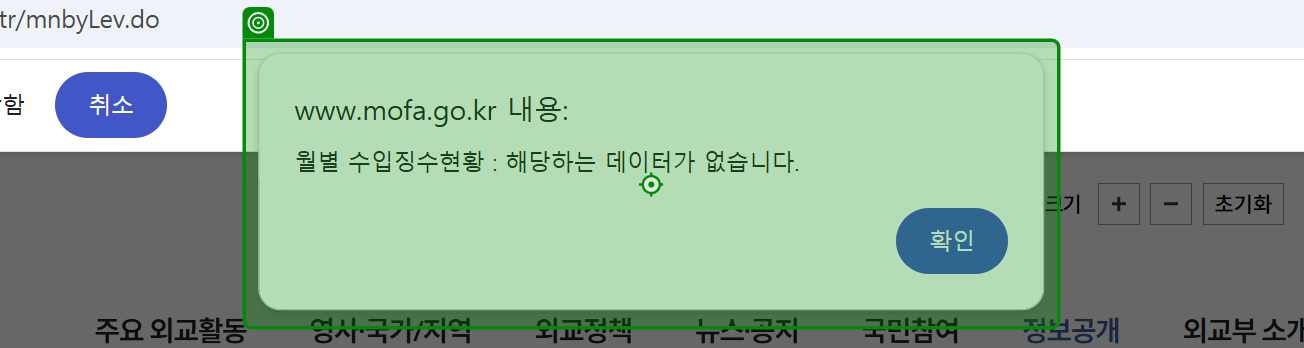 tr/mnbyLev.do
함
취소
www.mofa.go.kr 내용:
월별 수입징수현황 : 해당하는 데이터가 없습니다.
확인
크기 + − 초기화
주요 외교활동 영사·국가/지역 외교정책 뉴스·공지 국민참여 정보공개 외교부 소개